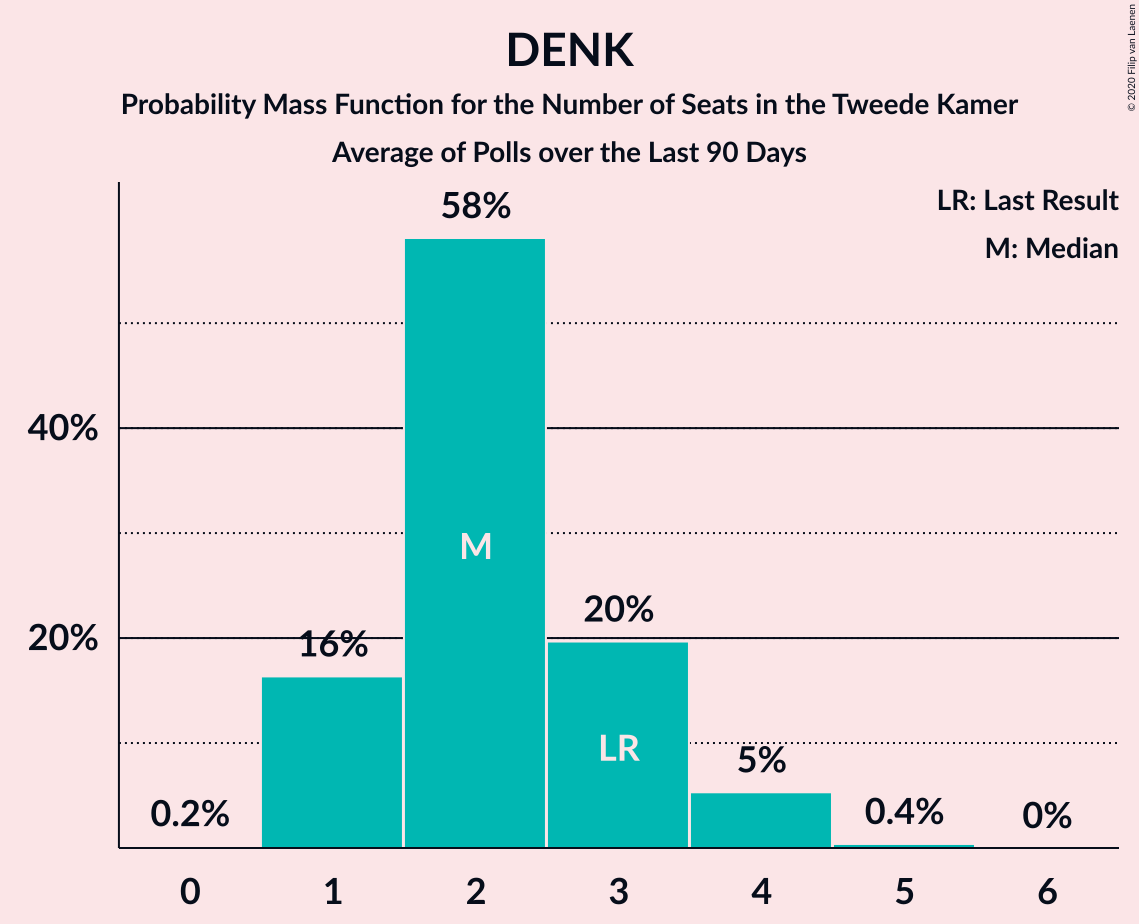 DENK
Probability Mass Function for the Number of Seats in the Tweede Kamer
Average of Polls over the Last 90 Days
© 2020 Filip van Laenen
LR: Last Result
M: Median
58%
40%
M
20%
20%
16%
LR
5%
0.2%
0.4%
0%
0 1 2 3 4 5 6